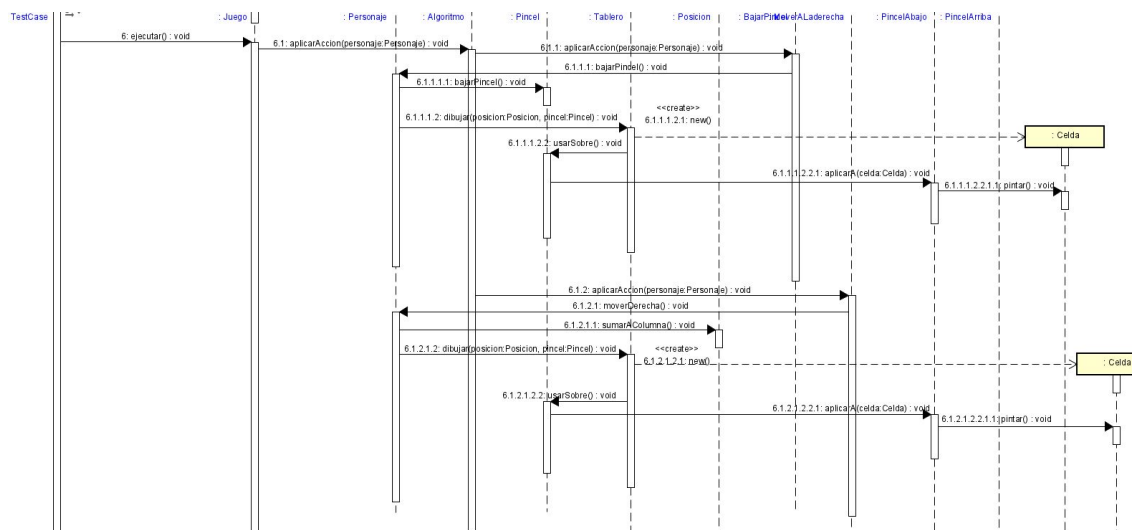 TestCase
: Juego
: Personaje
: Algoritmo
: Pincel
: Tablero
: Posicion
: BajarPincel
: MoverALaderecha
: PincelAbajo
: PincelArriba
6: ejecutar() : void
6.1: aplicarAccion(personaje:Personaje) : void
6.1.1: aplicarAccion(personaje:Personaje) : void
6.1.1.1: bajarPincel() : void
6.1.1.1.1: bajarPincel() : void
<<create>>
6.1.1.1.2: dibujar(posicion:Posicion, pincel:Pincel) : void
6.1.1.1.2.1: new()
: Celda
6.1.1.1.2.2: usarSobre() : void
6.1.1.1.2.2.1: aplicarA(celda:Celda) : void
6.1.1.1.2.2.1.1: pintar() : void
6.1.2: aplicarAccion(personaje:Personaje) : void
6.1.2.1: moverDerecha() : void
6.1.2.1.1: sumarAColumna() : void
6.1.2.1.2: dibujar(posicion:Posicion, pincel:Pincel) : void
<<create>>
6.1.2.1.2.1: new()
: Celda
6.1.2.1.2.2: usarSobre() : void
6.1.2.1.2.2.1: aplicarA(celda:Celda) : void
6.1.2.1.2.2.1.1: pintar() : void